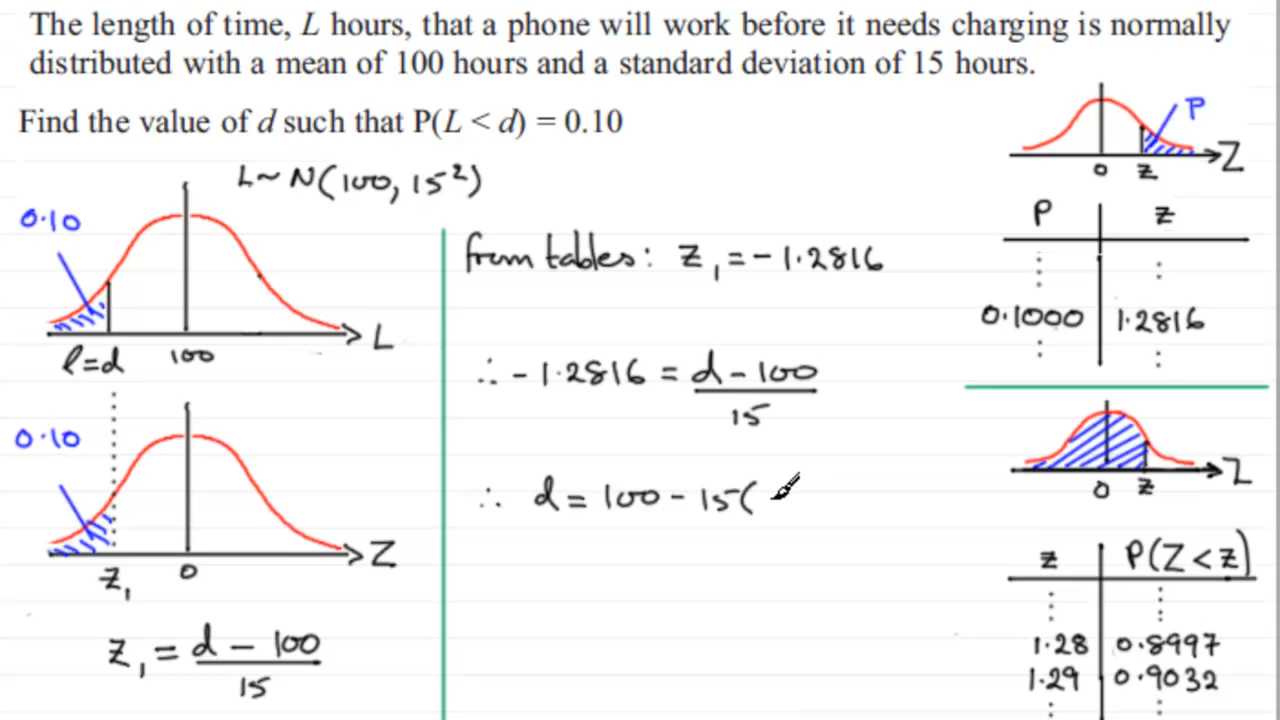 The length of time, L hours, that a phone will work before it needs charging is normally
distributed with a mean of 100 hours and a standard deviation of 15 hours.
Find the value of d such that P(L < d) = 0.10
L ~ N(100, 15²)
0.10
L
l = d
100
0.10
Z
z₁
0
z₁ = d - 100
15
from tables: z₁ = -1.2816
∴ -1.2816 = d - 100
15
∴ d = 100 - 15(
P
Z
0
z
P z
⋮ ⋮
0.1000 1.2816
⋮ ⋮
Z
0
z
z P(Z < z)
⋮ ⋮
1.28 0.8997
1.29 0.9032
⋮ ⋮